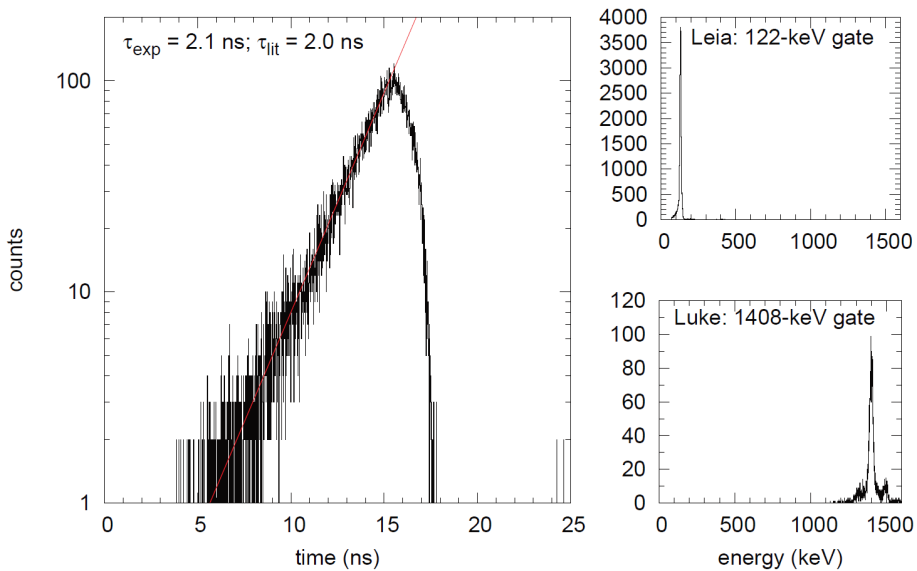 τexp = 2.1 ns; τlit = 2.0 ns
100
10
1
counts
0 5 10 15 20 25
time (ns)
Leia: 122-keV gate
4000
3500
3000
2500
2000
1500
1000
500
0
0 500 1000 1500
Luke: 1408-keV gate
120
100
80
60
40
20
0
0 500 1000 1500
energy (keV)